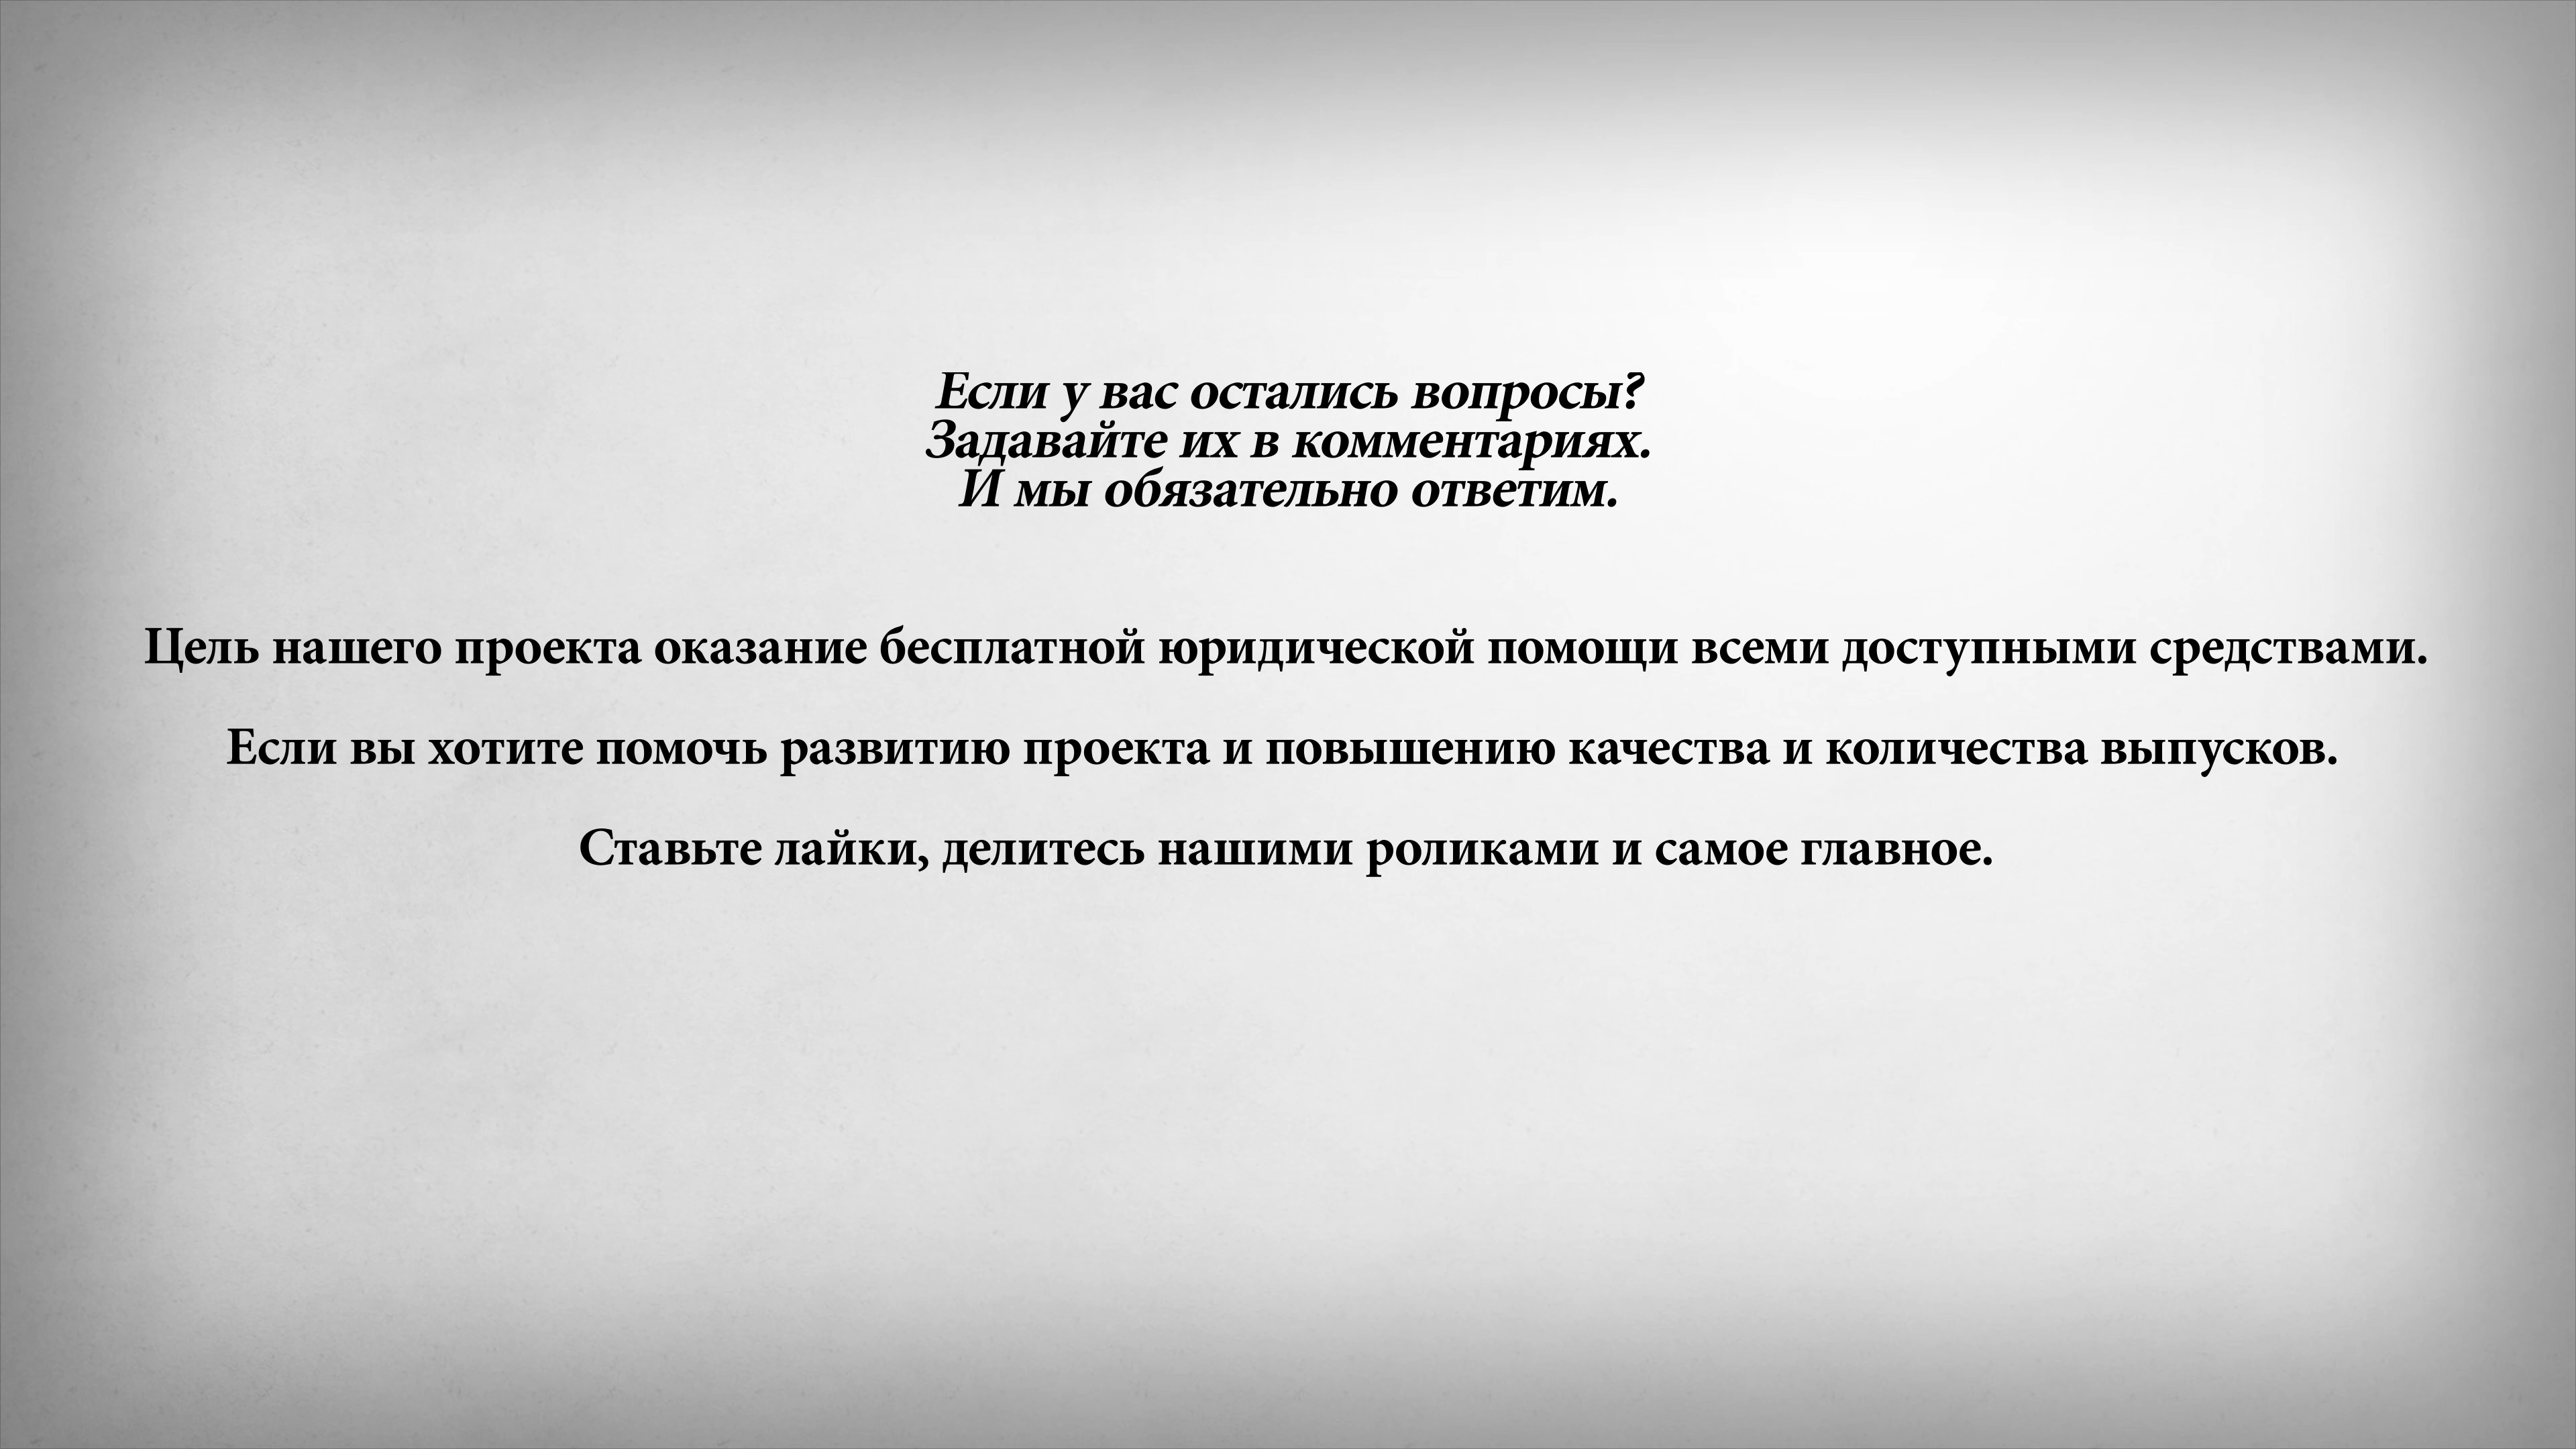 Если у вас остались вопросы?
Задавайте их в комментариях.
И мы обязательно ответим.
Цель нашего проекта оказание бесплатной юридической помощи всеми доступными средствами.
Если вы хотите помочь развитию проекта и повышению качества и количества выпусков.
Ставьте лайки, делитесь нашими роликами и самое главное.